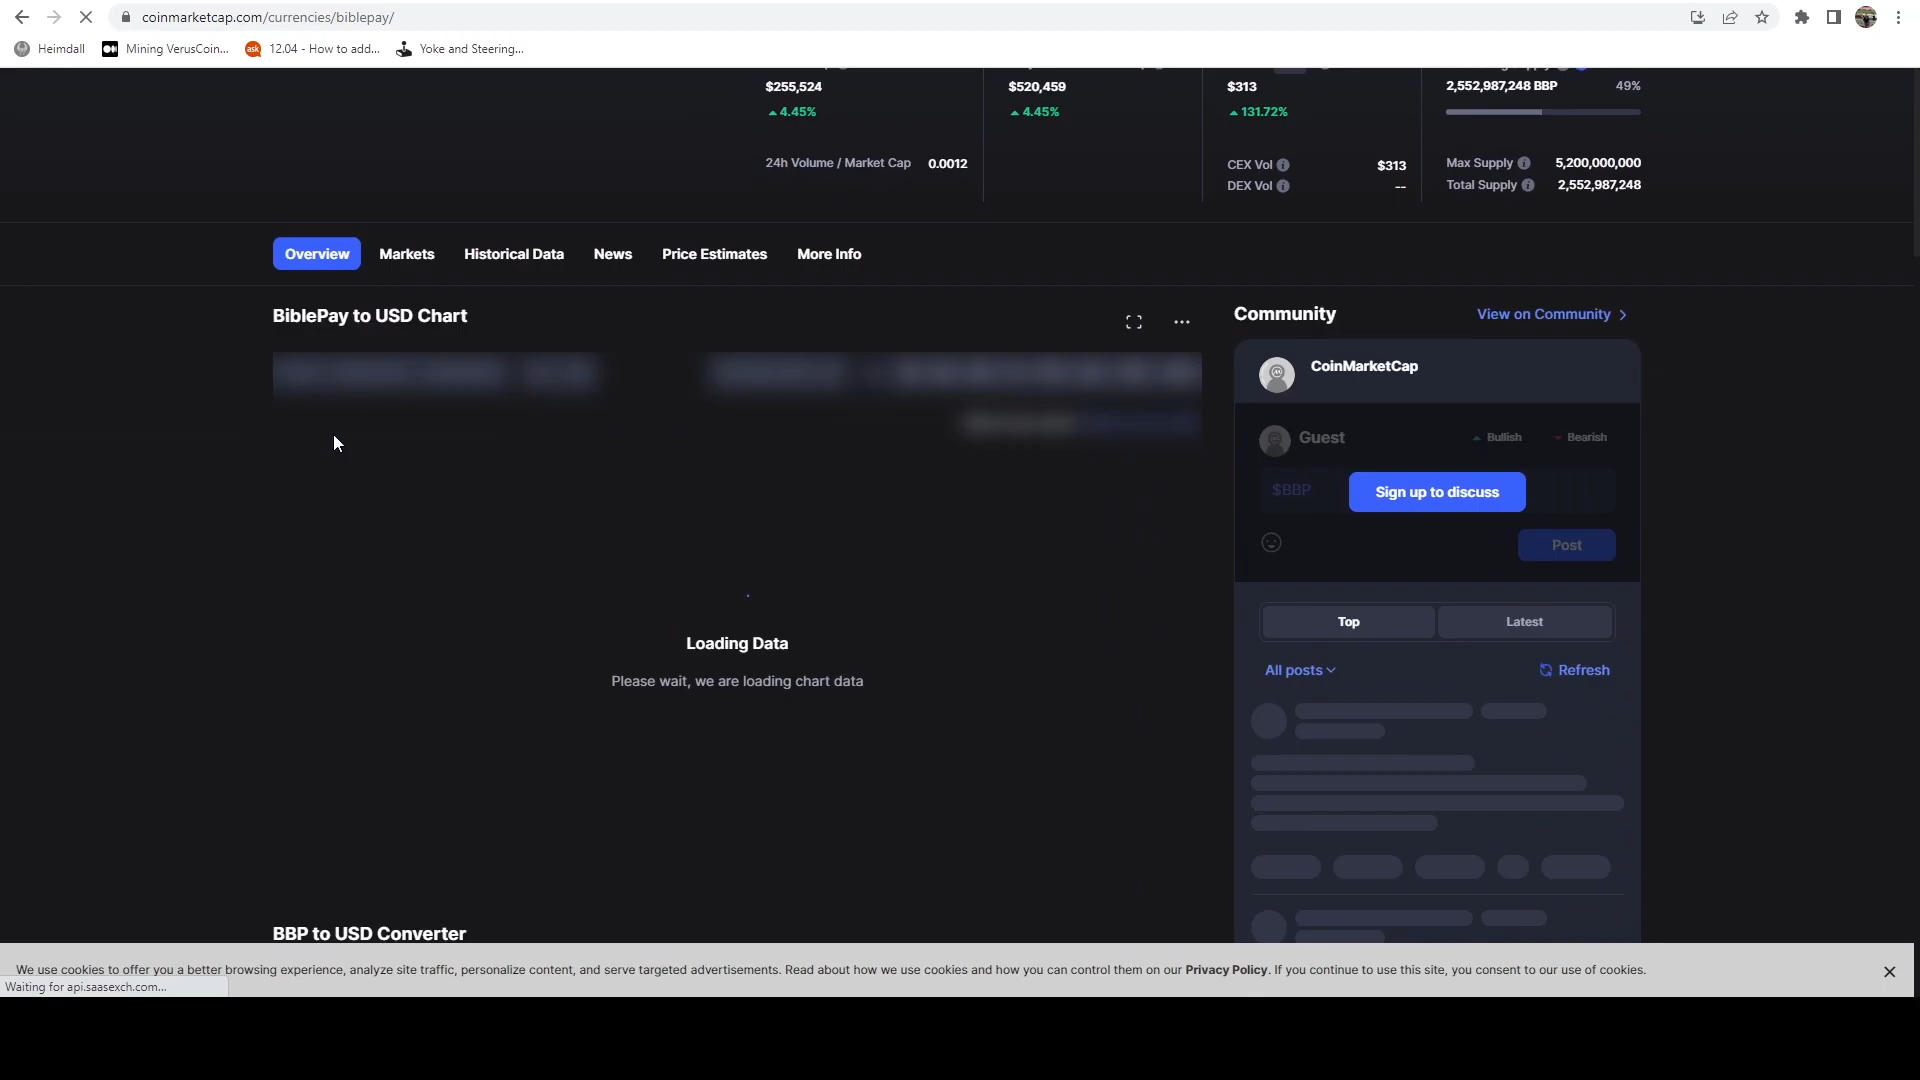 coinmarketcap.com/currencies/biblepay/
Heimdall
Mining VerusCoin...
12.04 - How to add...
Yoke and Steering...
$255,524
$520,459
$313
2,552,987,248 BBP
49%
4.45%
4.45%
131.72%
24h Volume / Market Cap
0.0012
CEX Vol
$313
DEX Vol
--
Max Supply
5,200,000,000
Total Supply
2,552,987,248
Overview
Markets
Historical Data
News
Price Estimates
More Info
BiblePay to USD Chart
Community
View on Community
CoinMarketCap
Guest
Bullish
Bearish
$BBP
Sign up to discuss
Post
Top
Latest
All posts
Refresh
Loading Data
Please wait, we are loading chart data
BBP to USD Converter
We use cookies to offer you a better browsing experience, analyze site traffic, personalize content, and serve targeted advertisements. Read about how we use cookies and how you can control them on our Privacy Policy. If you continue to use this site, you consent to our use of cookies.
Waiting for api.saasexch.com...